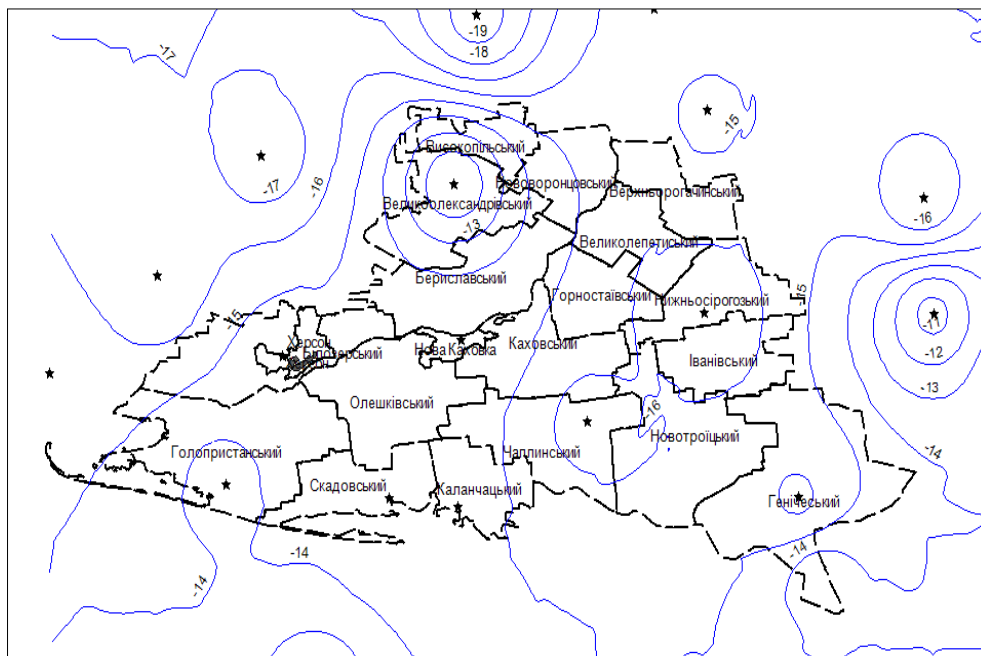 -19
-18
-17
-15
Високопільський
-17
-16
Нововоронцовський
Верхньорогачинський
Великоолександрівський
-16
-13
Великолепетиський
Бериславський
Горностаївський
Нижньосірогозький
-15
-15
-11
Херсон
Білозерський
Нова Каховка
Каховський
-12
Іванівський
-13
Олешківський
-16
Новотроїцький
Голопристанський
Чаплинський
-14
Скадовський
Каланчацький
Генічеський
-14
-14
-14